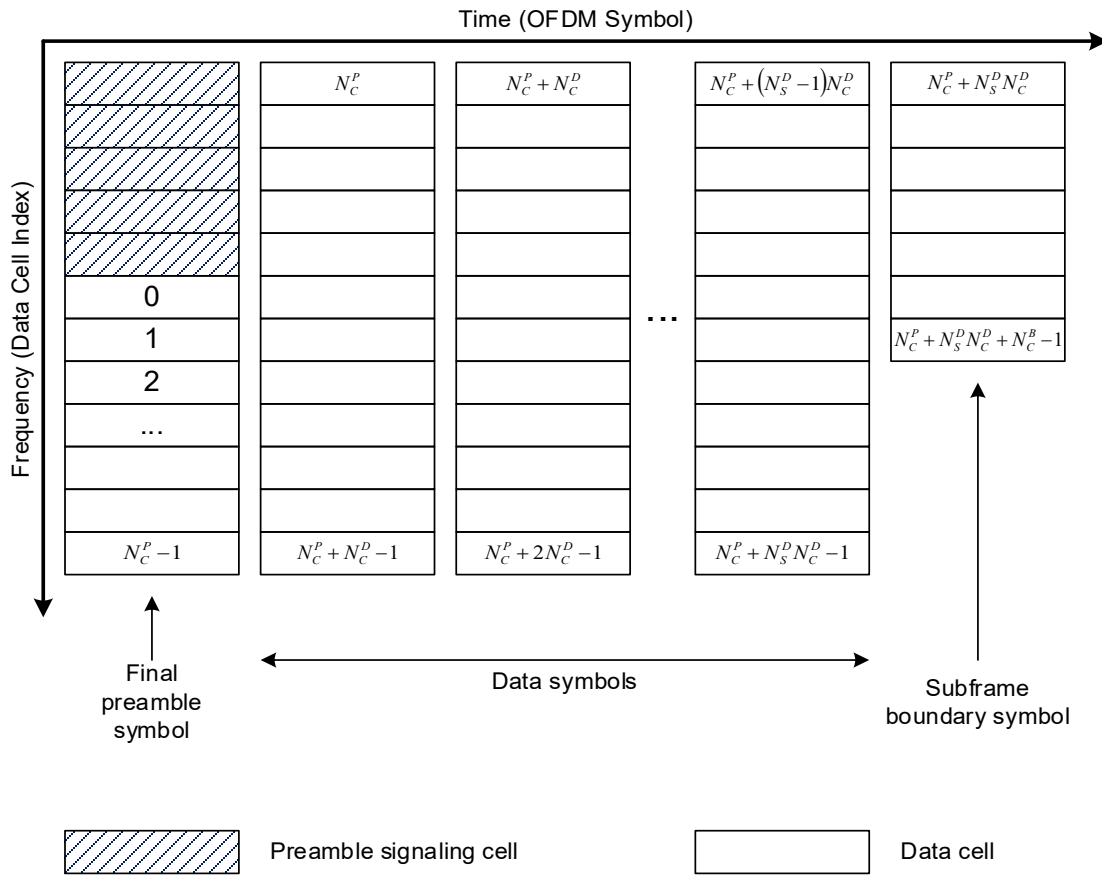 Time (OFDM Symbol)
Frequency (Data Cell Index)
0
1
2
...
N_C^P − 1
N_C^P
N_C^P + N_C^D − 1
N_C^P + N_C^D
N_C^P + 2N_C^D − 1
...
N_C^P + (N_S^D − 1)N_C^D
N_C^P + N_S^D N_C^D − 1
N_C^P + N_S^D N_C^D
N_C^P + N_S^D N_C^D + N_C^B − 1
Final
preamble
symbol
Data symbols
Subframe
boundary symbol
Preamble signaling cell
Data cell